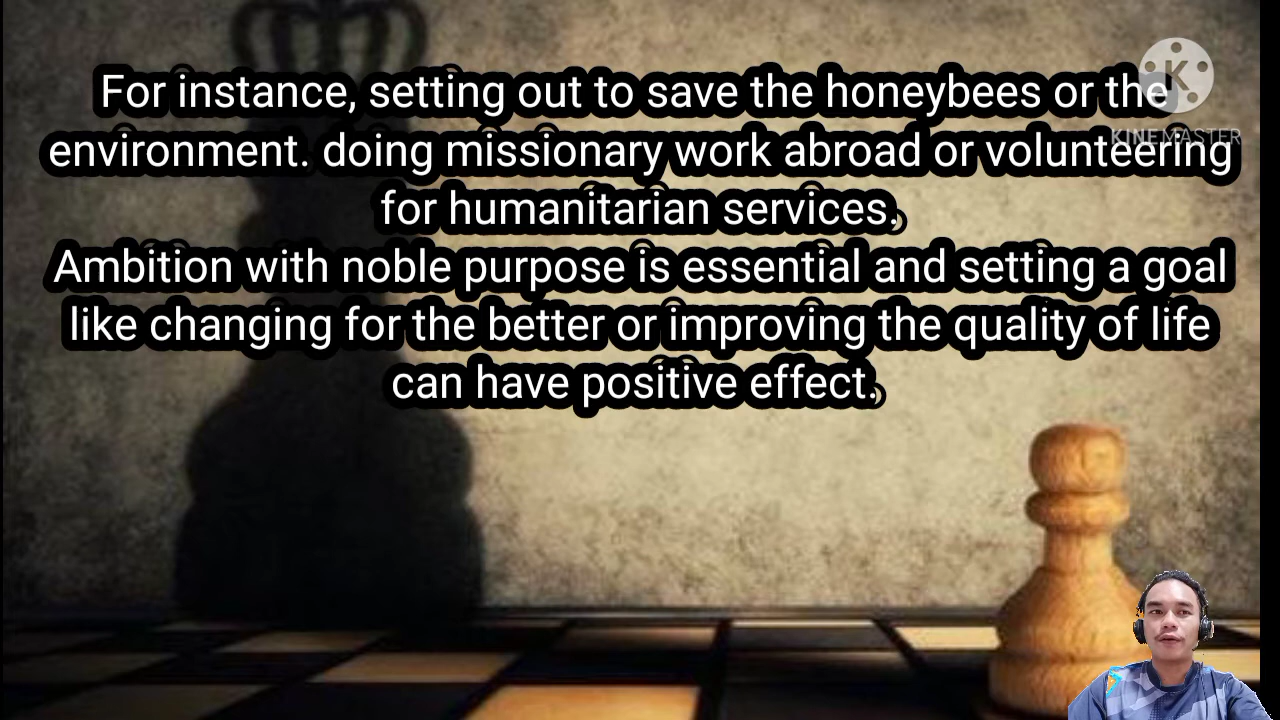 For instance, setting out to save the honeybees or the
environment. doing missionary work abroad or volunteering
for humanitarian services.
Ambition with noble purpose is essential and setting a goal
like changing for the better or improving the quality of life
can have positive effect.
K
KINEMASTER